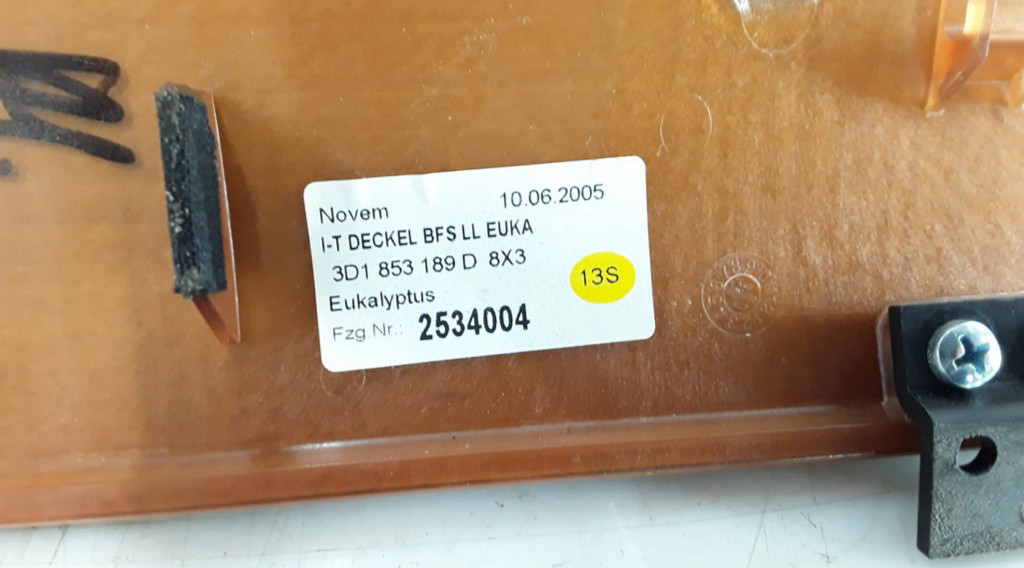 Novem 10.06.2005
I-T DECKEL BFS LL EUKA
3D1 853 189 D 8X3
13S
Eukalyptus
Fzg.Nr.: 2534004